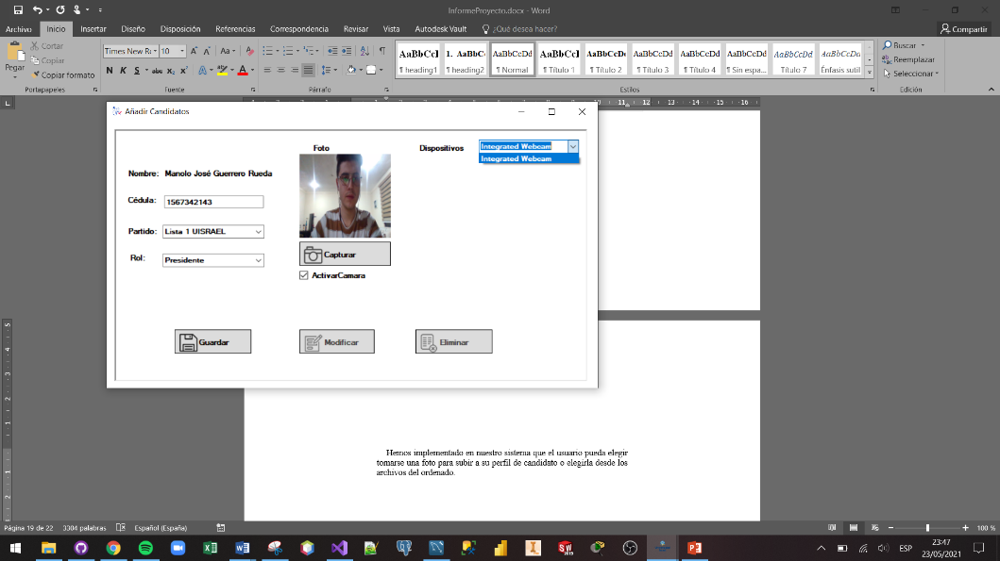 InformeProyecto.docx - Word
Archivo Inicio Insertar Diseño Disposición Referencias Correspondencia Revisar Vista Autodesk Vault ¿Qué desea hacer? Compartir
Pegar
Cortar
Copiar
Copiar formato
Portapapeles
Times New Ro 10
N K S abc X₂ X²
Fuente
Párrafo
AaBbCcI 1. AaBbC AaBbCcDd AaBbCcI AaBbCcDc AaBbCcDd AaBbCcDd AaBbCcDd AaBbCcDd AaBbCcDa
¶ heading1 ¶ heading2 ¶ Normal ¶ Título 1 ¶ Título 2 ¶ Título 3 ¶ Título 4 ¶ Sin espa... Título 7 Énfasis sutil
Estilos
Buscar
Reemplazar
Seleccionar
Edición
Añadir Candidatos
Foto
Dispositivos
Integrated Webcam
Integrated Webcam
Nombre: Manolo José Guerrero Rueda
Cédula: 1567342143
Partido: Lista 1 UISRAEL
Rol: Presidente
Capturar
ActivarCamara
Guardar Modificar Eliminar
Hemos implementado en nuestro sistema que el usuario pueda elegir
tomarse una foto para subir a su perfil de candidato o elegirla desde los
archivos del ordenado.
Página 19 de 22 3384 palabras Español (España) 100 %
ESP
23:47
23/05/2021